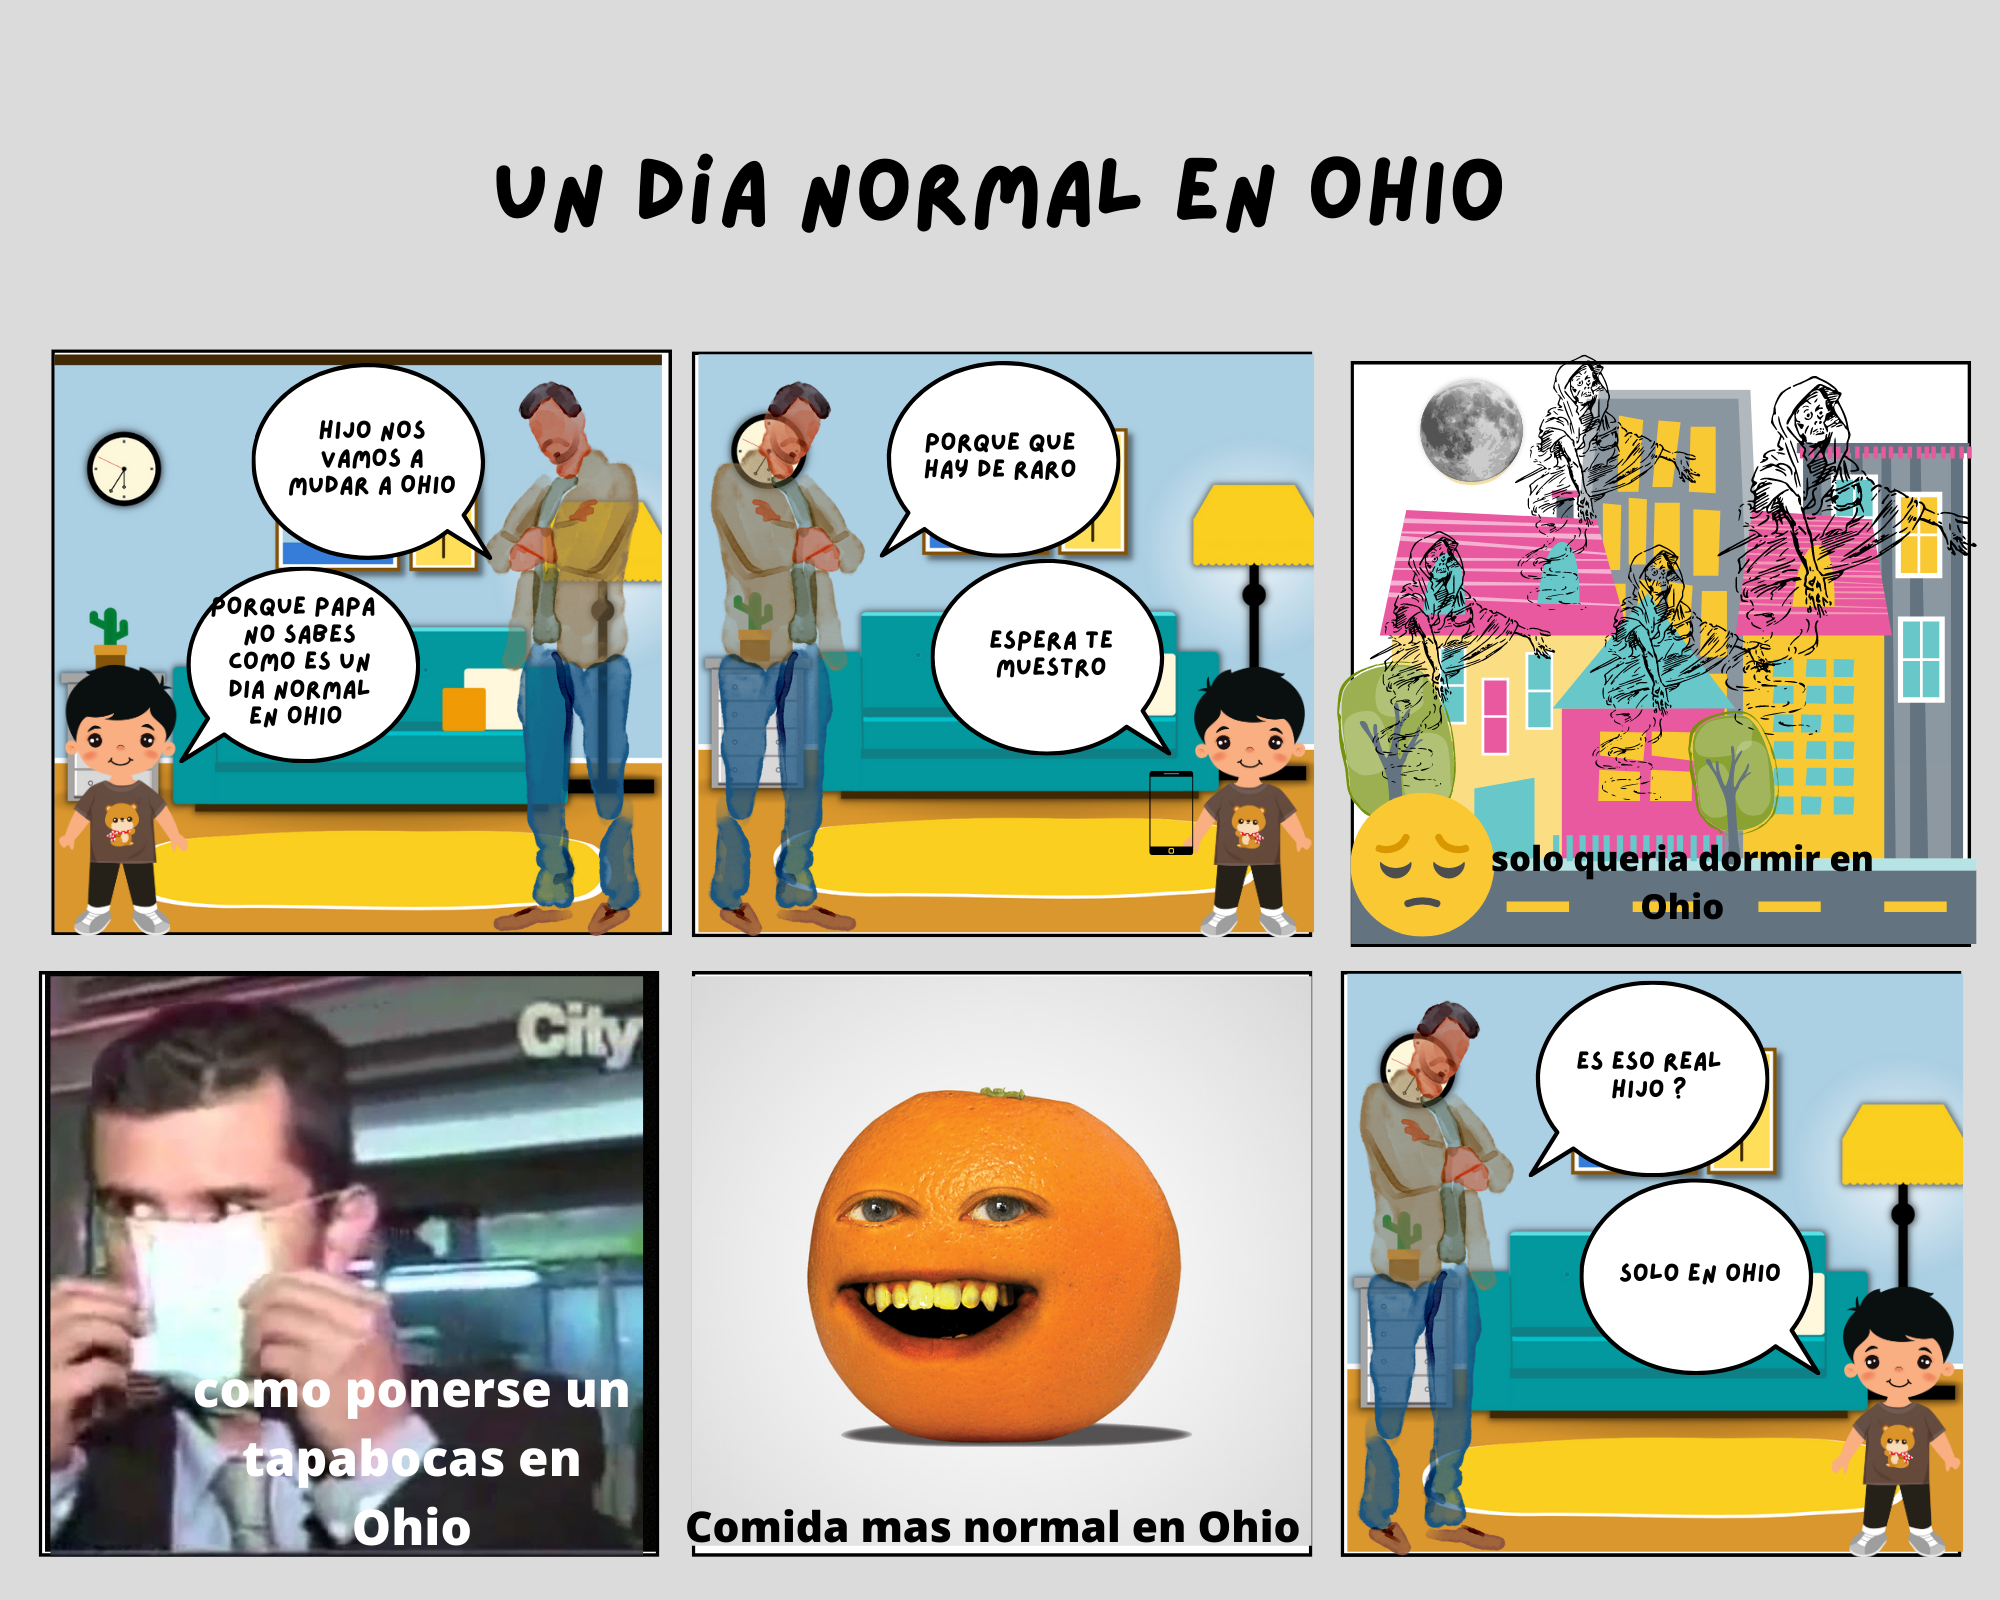 UN DiA NORMAL EN OHIO
HIJO NOS
VAMOS A
MUDAR A OHIO
PORQUE PAPA
NO SABES
COMO ES UN
DIA NORMAL
EN OHIO
PORQUE QUE
HAY DE RARO
ESPERA TE
MUESTRO
solo queria dormir en
Ohio
City
como ponerse un
tapabocas en
Ohio
Comida mas normal en Ohio
ES ESO REAL
HIJO ?
SOLO EN OHIO